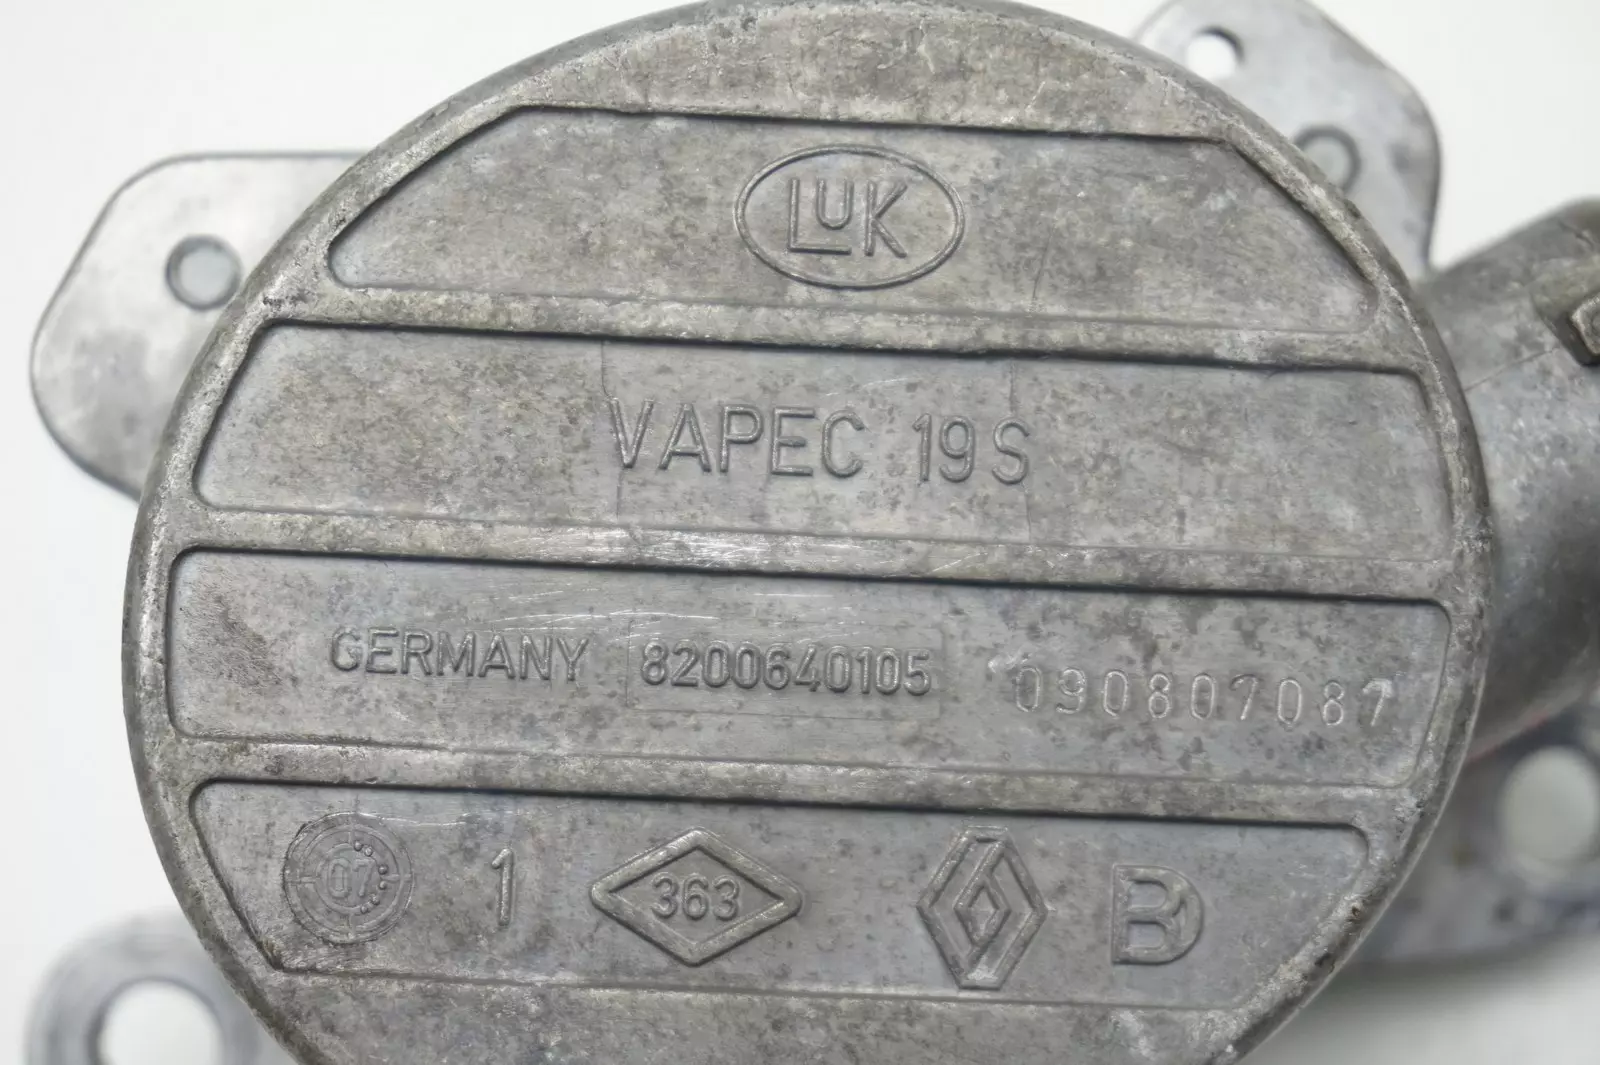 LuK
VAPEC 19S
GERMANY 8200640105 090807087
07 1 363 B